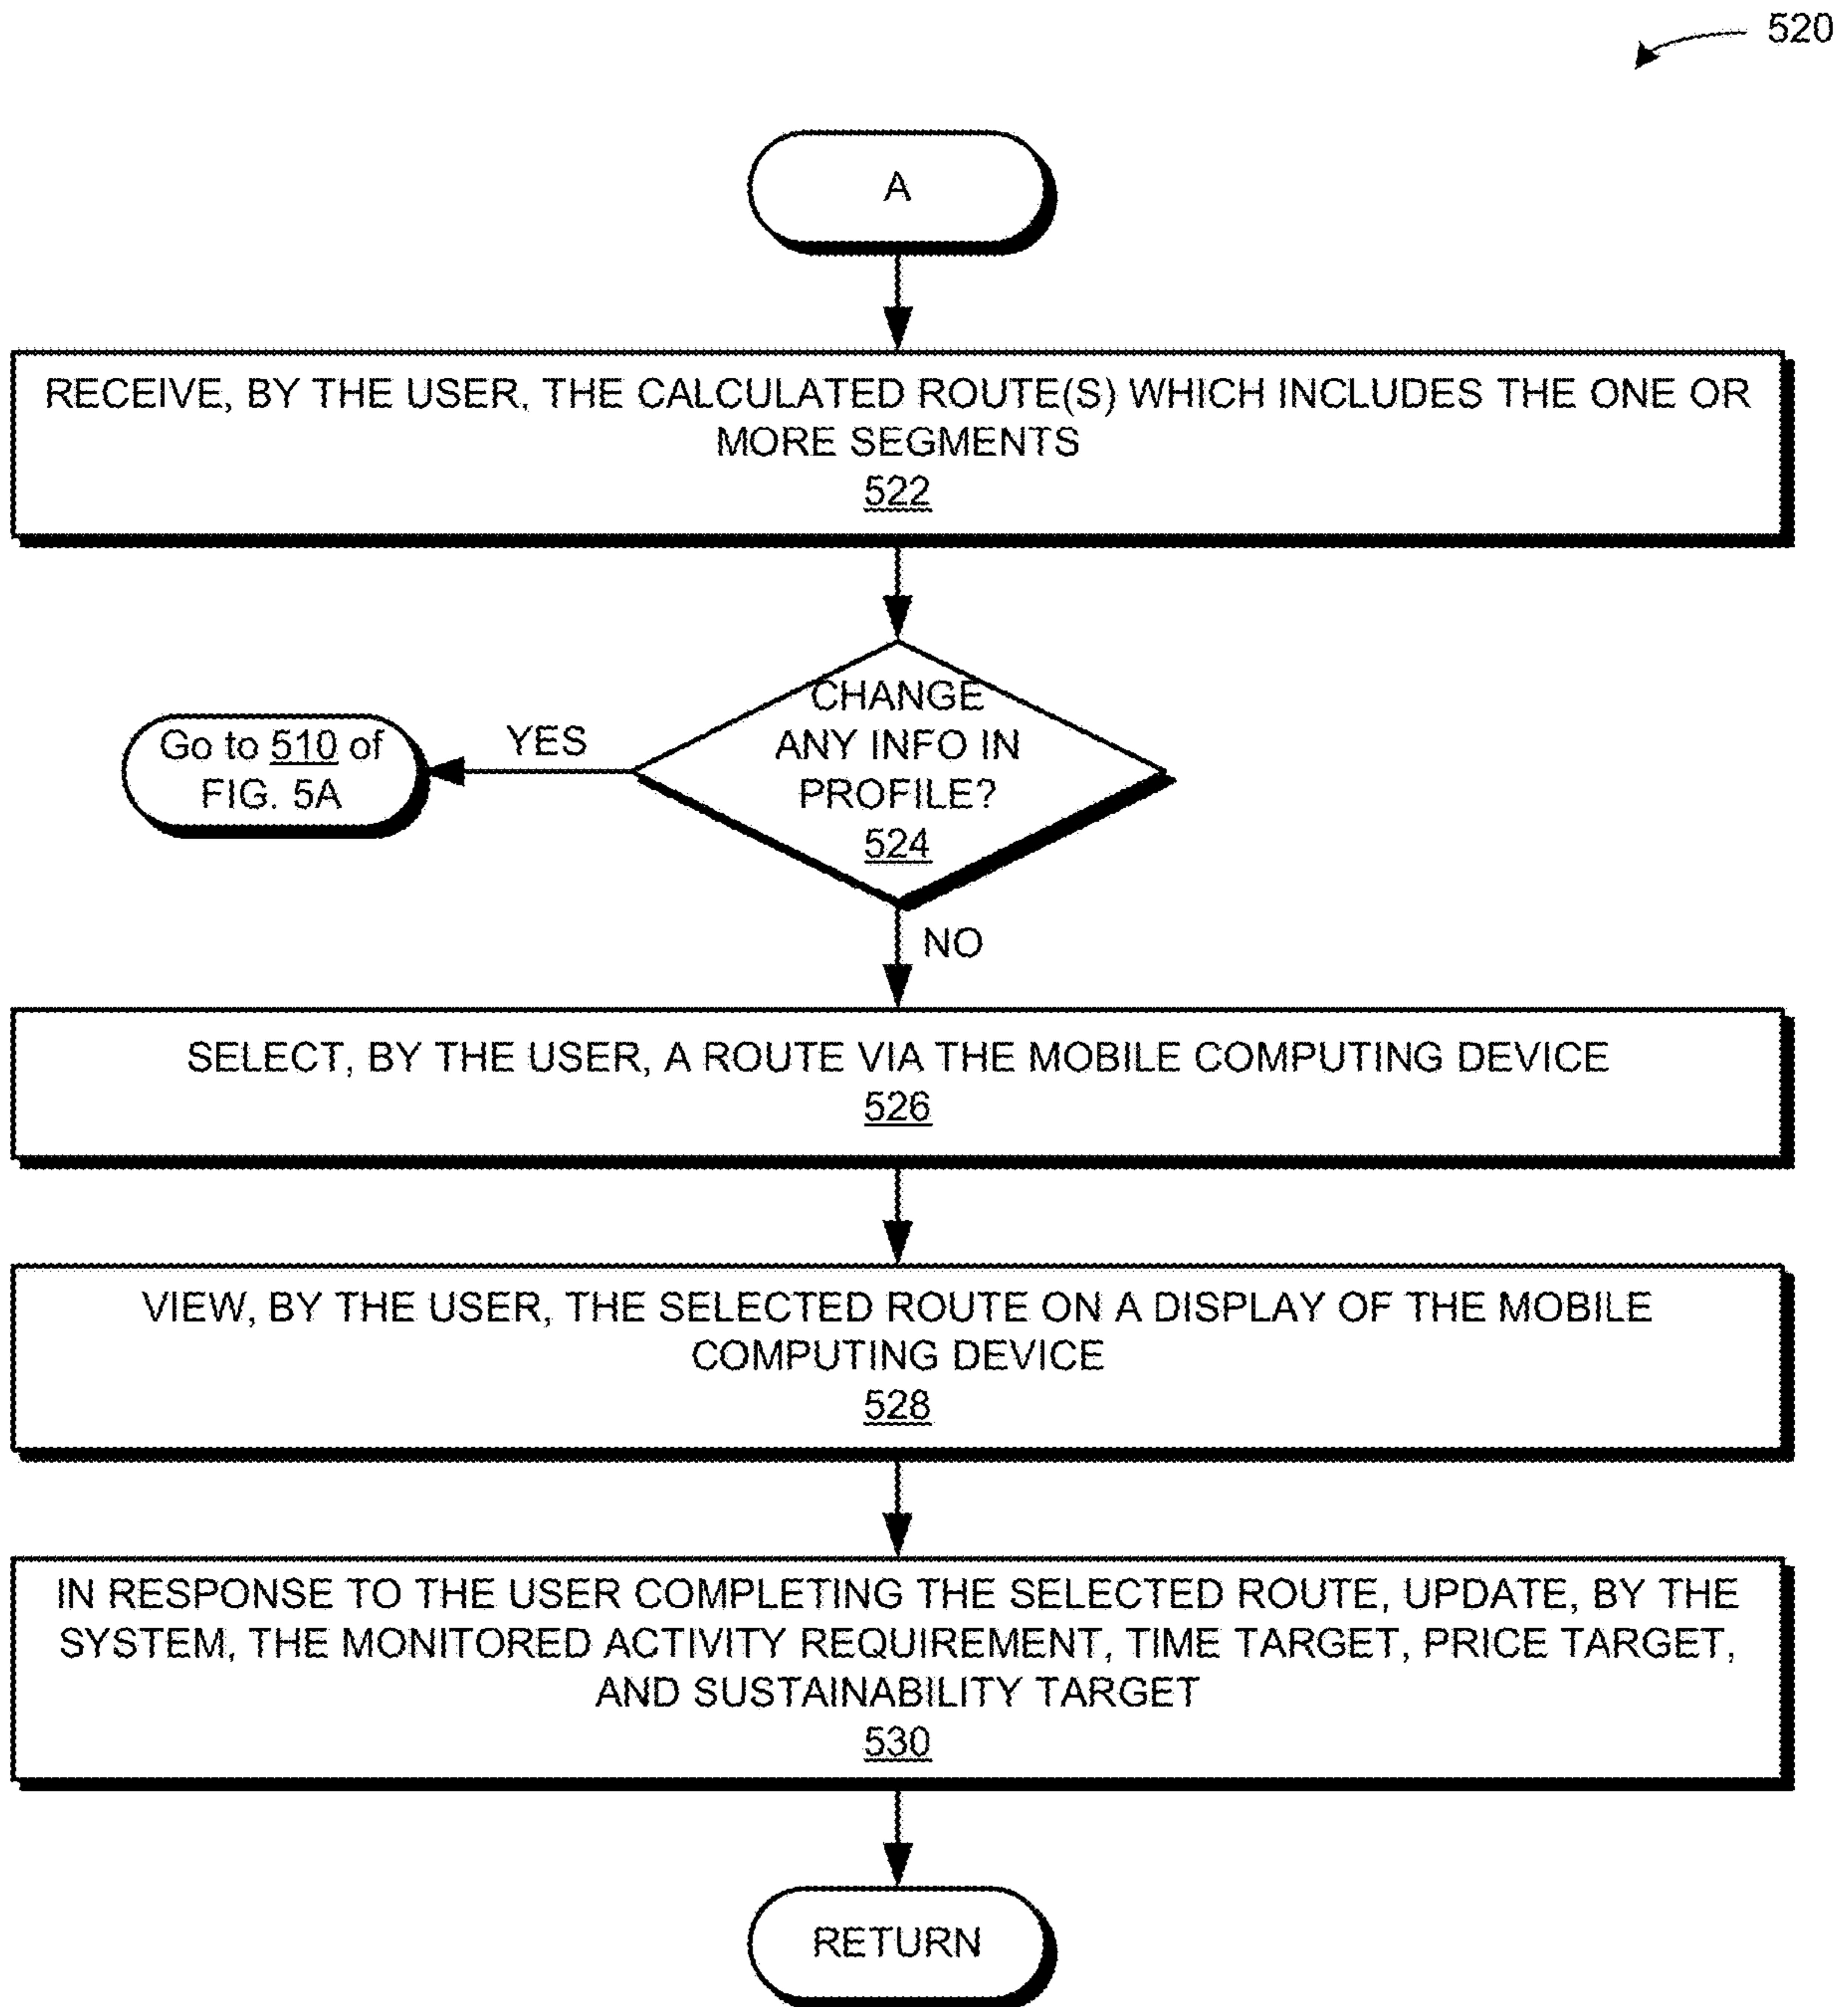 520
A
RECEIVE, BY THE USER, THE CALCULATED ROUTE(S) WHICH INCLUDES THE ONE OR
MORE SEGMENTS
522
CHANGE
ANY INFO IN
PROFILE?
524
YES
Go to 510 of
FIG. 5A
NO
SELECT, BY THE USER, A ROUTE VIA THE MOBILE COMPUTING DEVICE
526
VIEW, BY THE USER, THE SELECTED ROUTE ON A DISPLAY OF THE MOBILE
COMPUTING DEVICE
528
IN RESPONSE TO THE USER COMPLETING THE SELECTED ROUTE, UPDATE, BY THE
SYSTEM, THE MONITORED ACTIVITY REQUIREMENT, TIME TARGET, PRICE TARGET,
AND SUSTAINABILITY TARGET
530
RETURN